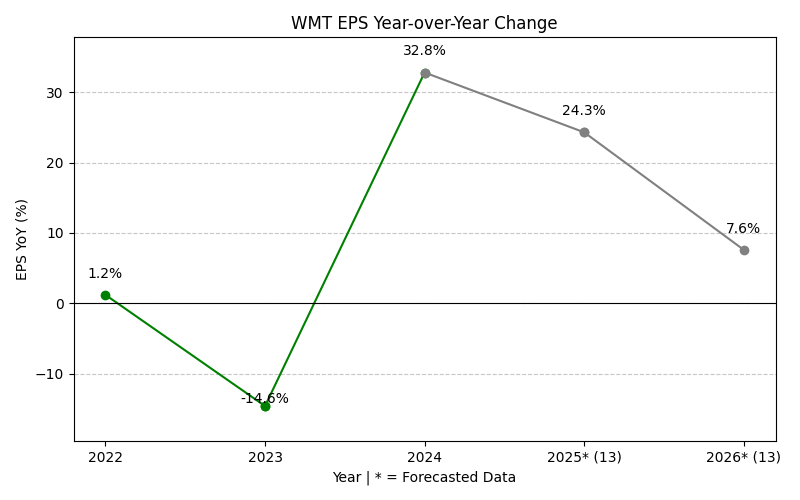 WMT EPS Year-over-Year Change
32.8%
24.3%
7.6%
1.2%
-14.6%
30
20
10
0
−10
EPS YoY (%)
2022 2023 2024 2025* (13) 2026* (13)
Year | * = Forecasted Data